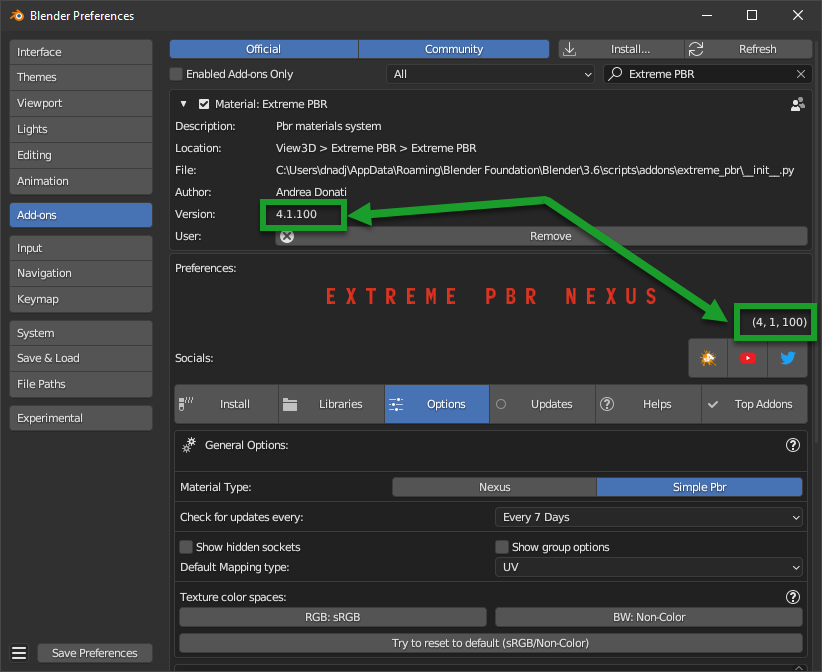 Blender Preferences
Interface
Themes
Viewport
Lights
Editing
Animation
Add-ons
Input
Navigation
Keymap
System
Save & Load
File Paths
Experimental
Save Preferences
Official Community Install... Refresh
Enabled Add-ons Only All Extreme PBR
Material: Extreme PBR
Description: Pbr materials system
Location: View3D > Extreme PBR > Extreme PBR
File: C:\Users\dnadj\AppData\Roaming\Blender Foundation\Blender\3.6\scripts\addons\extreme_pbr\__init__.py
Author: Andrea Donati
Version: 4.1.100
User: Remove
Preferences:
EXTREME PBR NEXUS
(4, 1, 100)
Socials:
Install Libraries Options Updates Helps Top Addons
General Options:
Material Type: Nexus Simple Pbr
Check for updates every: Every 7 Days
Show hidden sockets Show group options
Default Mapping type: UV
Texture color spaces:
RGB: sRGB BW: Non-Color
Try to reset to default (sRGB/Non-Color)